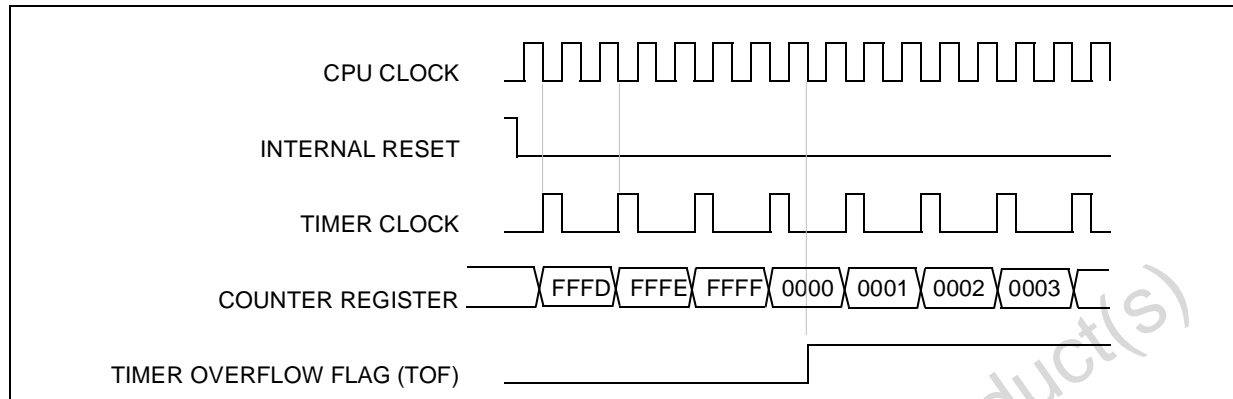 CPU CLOCK
INTERNAL RESET
TIMER CLOCK
COUNTER REGISTER FFFD FFFE FFFF 0000 0001 0002 0003
TIMER OVERFLOW FLAG (TOF)